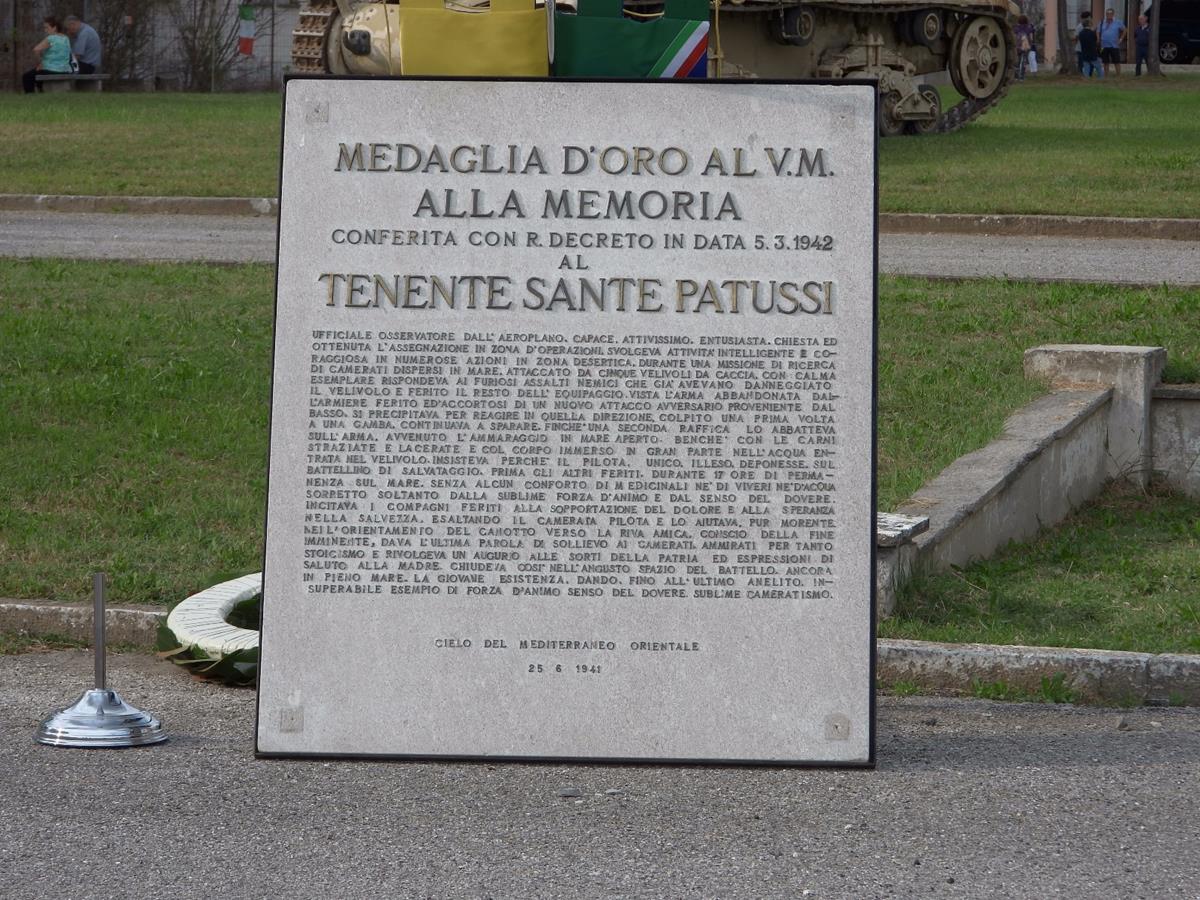 MEDAGLIA D'ORO AL V.M.
ALLA MEMORIA
CONFERITA CON R. DECRETO IN DATA 5.3.1942
AL
TENENTE SANTE PATUSSI
UFFICIALE OSSERVATORE DALL'AEROPLANO. CAPACE. ATTIVISSIMO. ENTUSIASTA. CHIESTA ED
OTTENUTA L'ASSEGNAZIONE IN ZONA D'OPERAZIONI. SVOLGEVA ATTIVITA' INTELLIGENTE E CO-
RAGGIOSA IN NUMEROSE AZIONI IN ZONA DESERTICA. DURANTE UNA MISSIONE DI RICERCA
DI CAMERATI DISPERSI IN MARE. ATTACCATO DA CINQUE VELIVOLI DA CACCIA. CON CALMA
ESEMPLARE RISPONDEVA AI FURIOSI ASSALTI NEMICI CHE GIA' AVEVANO DANNEGGIATO
IL VELIVOLO E FERITO IL RESTO DELL'EQUIPAGGIO. VISTA L'ARMA ABBANDONATA DAL-
L'ARMIERE FERITO ED ACCORTOSI DI UN NUOVO ATTACCO AVVERSARIO PROVENIENTE DAL
BASSO. SI PRECIPITAVA PER REAGIRE IN QUELLA DIREZIONE. COLPITO UNA PRIMA VOLTA
A UNA GAMBA. CONTINUAVA A SPARARE. FINCHE' UNA SECONDA RAFFICA LO ABBATTEVA
SULL'ARMA. AVVENUTO L'AMMARAGGIO IN MARE APERTO. BENCHE' CON LE CARNI
STRAZIATE E LACERATE E COL CORPO IMMERSO IN GRAN PARTE NELL'ACQUA EN-
TRATA NEL VELIVOLO. INSISTEVA PERCHE' IL PILOTA. UNICO. ILLESO. DEPONESSE. SUL
BATTELLINO DI SALVATAGGIO. PRIMA GLI ALTRI FERITI. DURANTE 17 ORE DI PERMA-
NENZA SUL MARE. SENZA ALCUN CONFORTO DI MEDICINALI NE' DI VIVERI NE' D'ACQUA
SORRETTO SOLTANTO DALLA SUBLIME FORZA D'ANIMO E DAL SENSO DEL DOVERE.
INCITAVA I COMPAGNI FERITI ALLA SOPPORTAZIONE DEL DOLORE E ALLA SPERANZA
NELLA SALVEZZA. ESALTANDO IL CAMERATA PILOTA E LO AIUTAVA. PUR MORENTE
NELL'ORIENTAMENTO DEL CANOTTO VERSO LA RIVA AMICA. CONSCIO DELLA FINE
IMMINENTE, DAVA L'ULTIMA PAROLA DI SOLLIEVO AI CAMERATI. AMMIRATI PER TANTO
STOICISMO E RIVOLGEVA UN AUGURIO ALLE SORTI DELLA PATRIA ED ESPRESSIONI DI
SALUTO ALLA MADRE. CHIUDEVA COSI' NELL'ANGUSTO SPAZIO DEL BATTELLO. ANCORA
IN PIENO MARE. LA GIOVANE ESISTENZA. DANDO. FINO ALL'ULTIMO ANELITO. IN-
SUPERABILE ESEMPIO DI FORZA D'ANIMO SENSO DEL DOVERE. SUBLIME CAMERATISMO.
CIELO DEL MEDITERRANEO ORIENTALE
25 6 1941